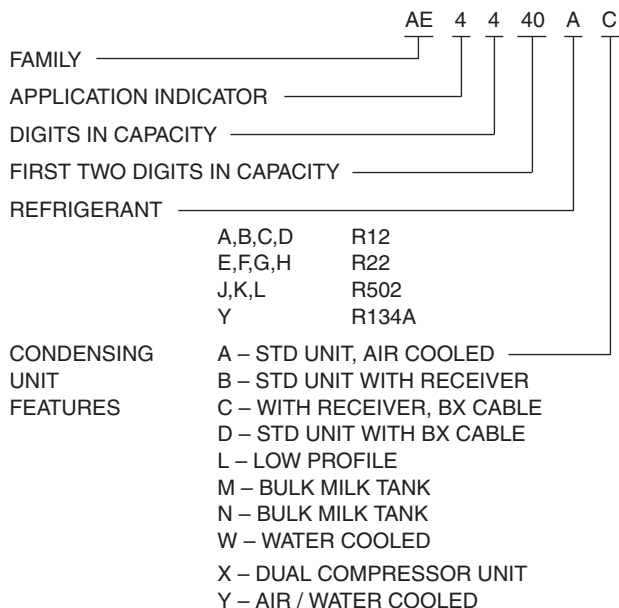 AE 4 4 40 A C
FAMILY
APPLICATION INDICATOR
DIGITS IN CAPACITY
FIRST TWO DIGITS IN CAPACITY
REFRIGERANT
A,B,C,D R12
E,F,G,H R22
J,K,L R502
Y R134A
CONDENSING A – STD UNIT, AIR COOLED
UNIT B – STD UNIT WITH RECEIVER
FEATURES C – WITH RECEIVER, BX CABLE
D – STD UNIT WITH BX CABLE
L – LOW PROFILE
M – BULK MILK TANK
N – BULK MILK TANK
W – WATER COOLED
X – DUAL COMPRESSOR UNIT
Y – AIR / WATER COOLED